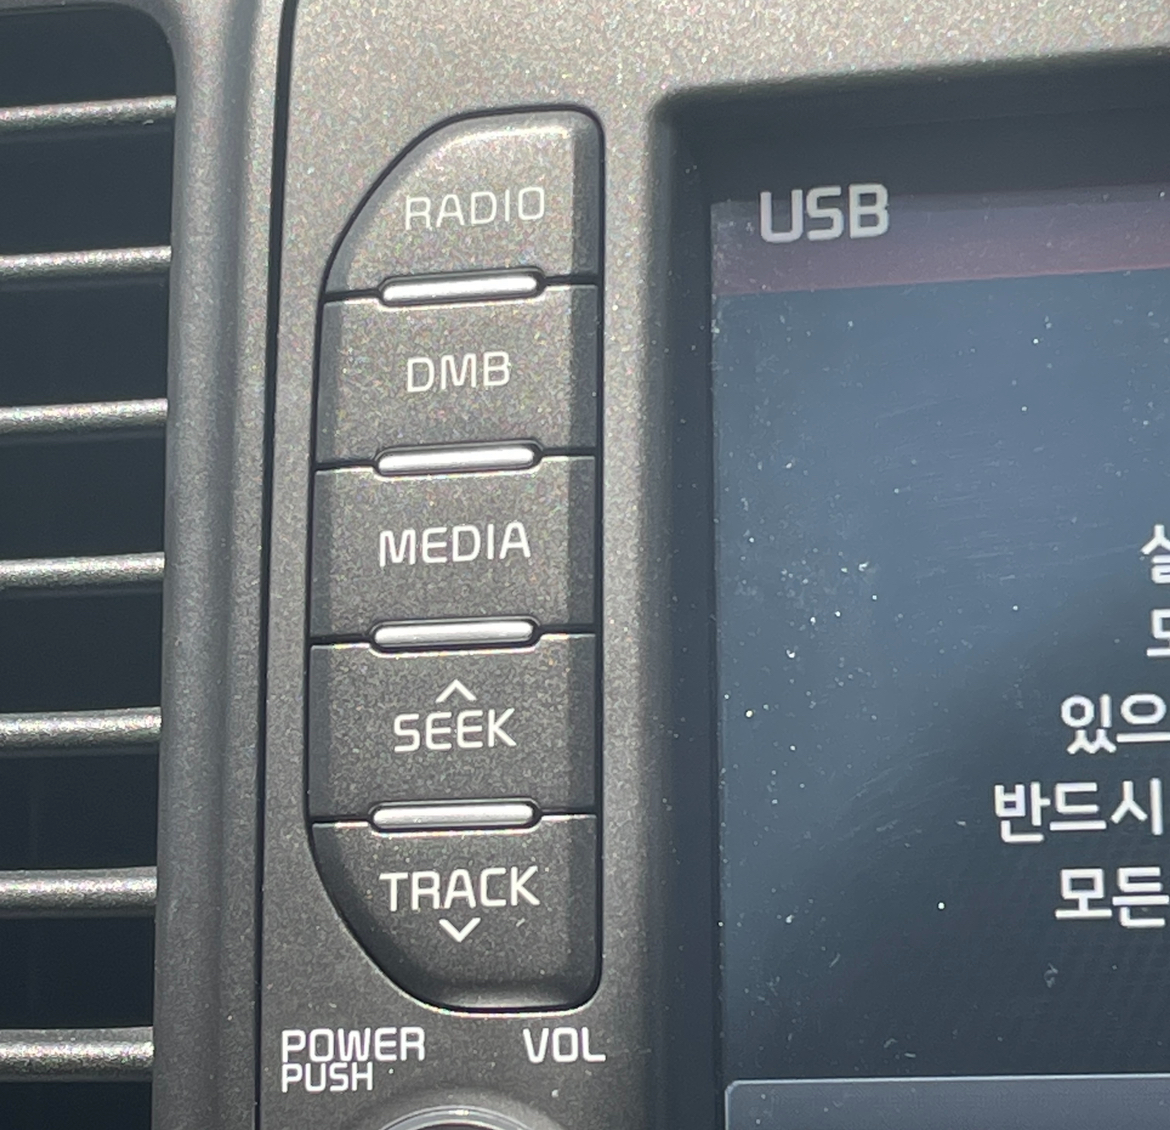 RADIO
USB
DMB
MEDIA
SEEK
있으
반드시
모든
TRACK
POWER
PUSH
VOL